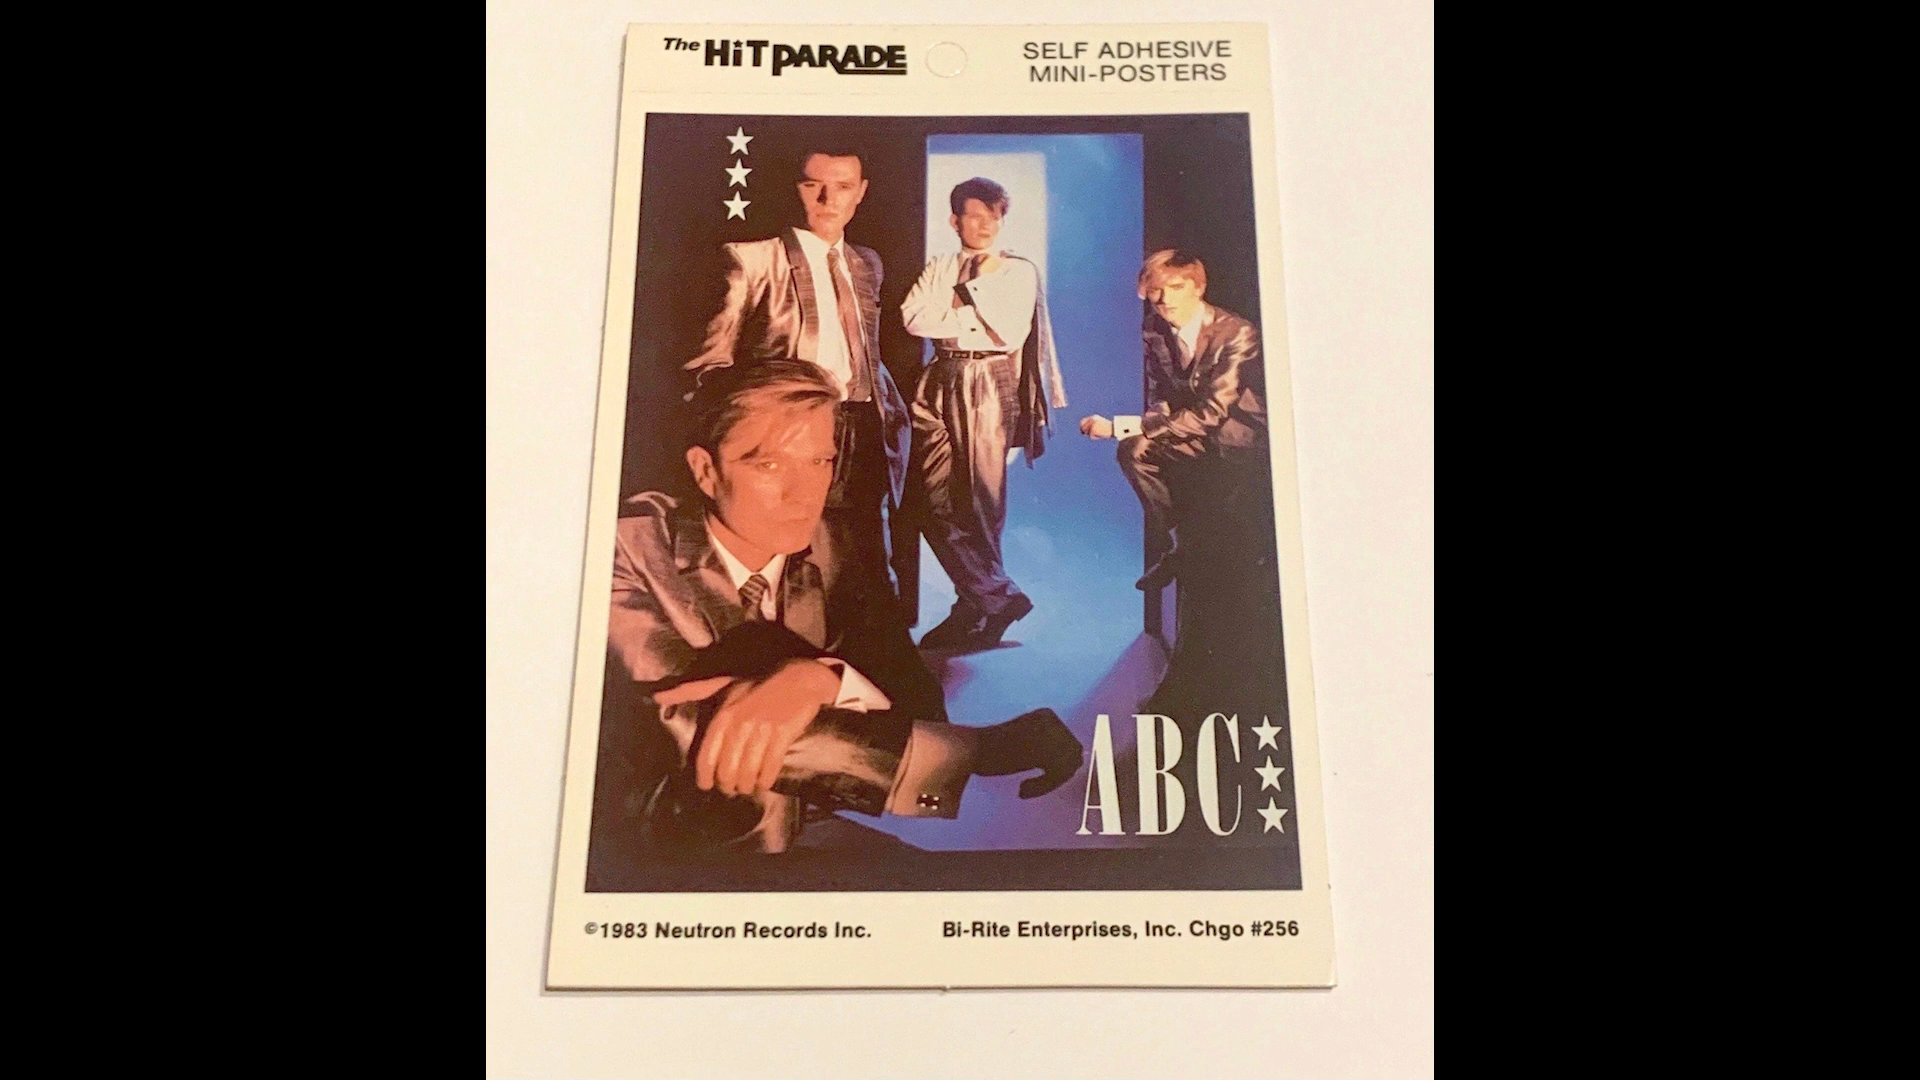 The HiT PARADE
SELF ADHESIVE
MINI-POSTERS
ABC
©1983 Neutron Records Inc.
Bi-Rite Enterprises, Inc. Chgo #256